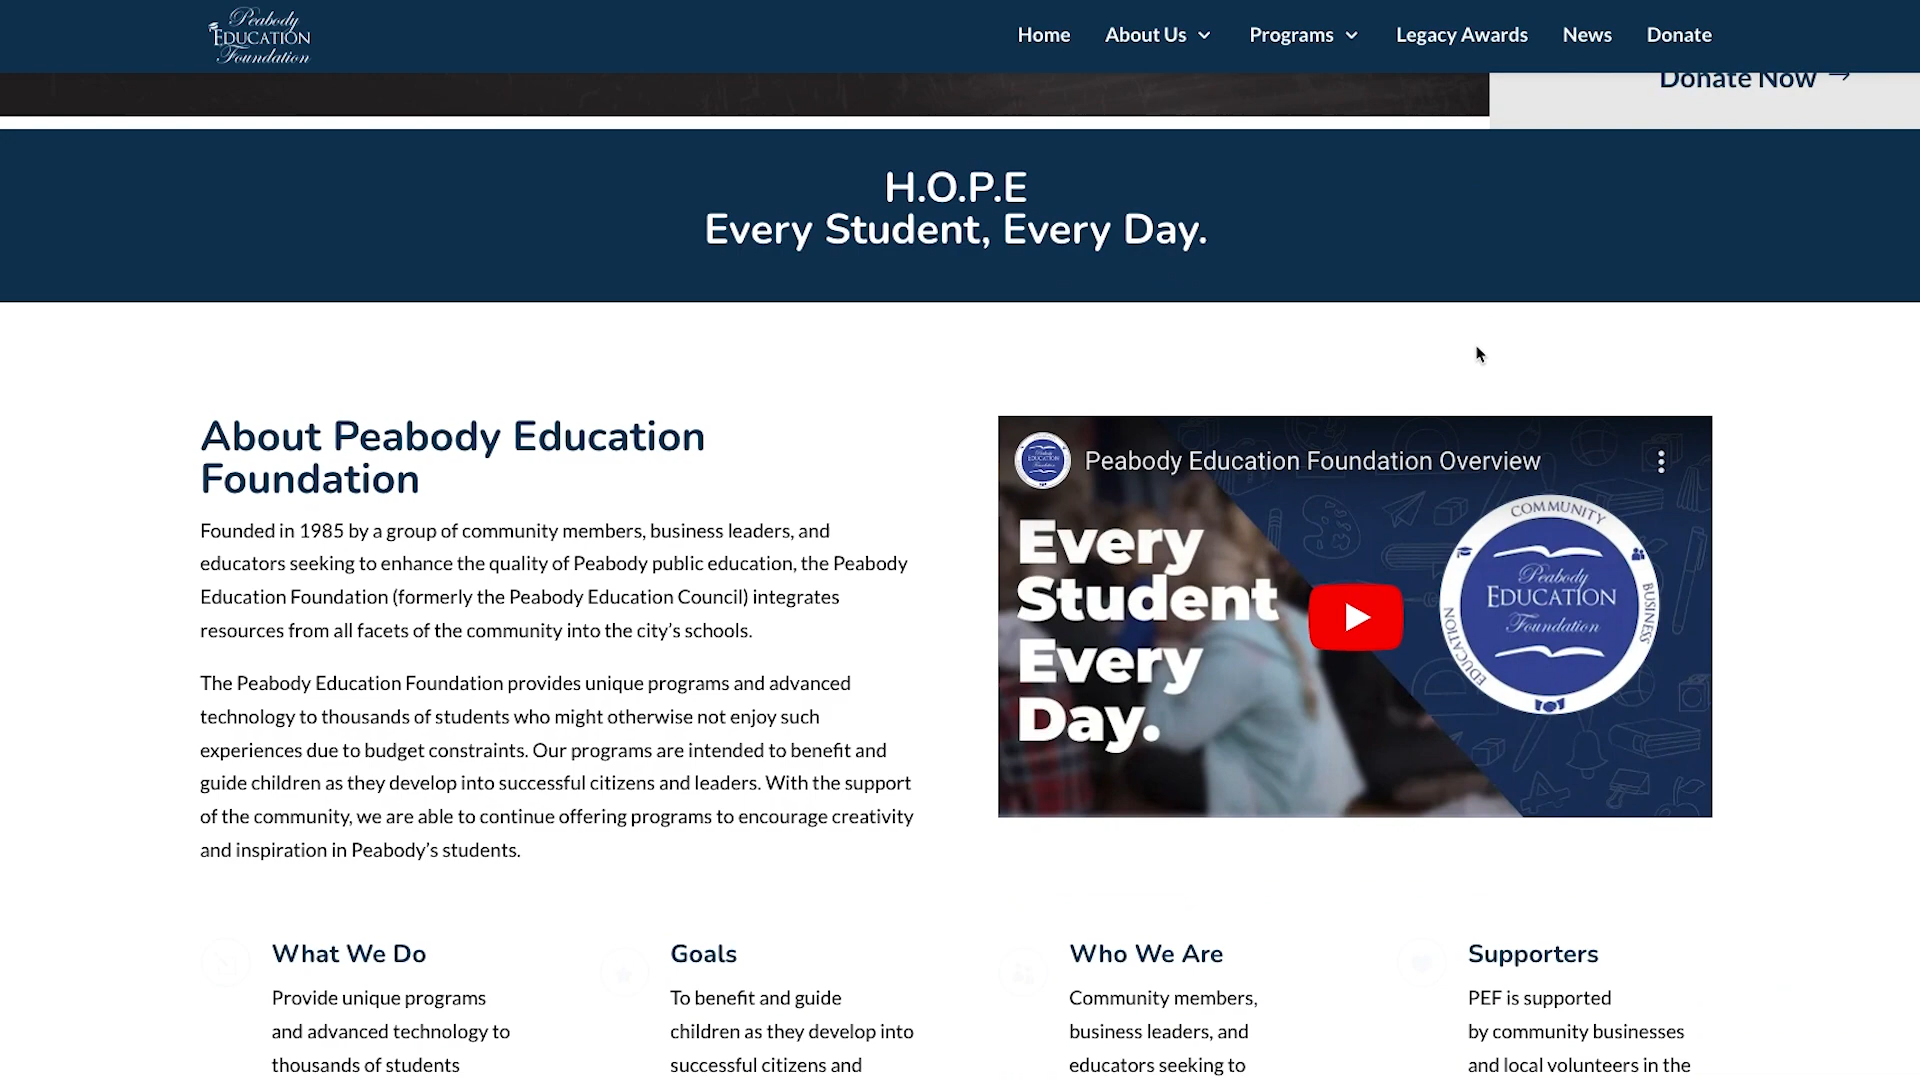 Peabody
EDUCATION
Foundation
Home
About Us
Programs
Legacy Awards
News
Donate
Donate Now →
H.O.P.E
Every Student, Every Day.
About Peabody Education
Foundation
Founded in 1985 by a group of community members, business leaders, and
educators seeking to enhance the quality of Peabody public education, the Peabody
Education Foundation (formerly the Peabody Education Council) integrates
resources from all facets of the community into the city’s schools.
The Peabody Education Foundation provides unique programs and advanced
technology to thousands of students who might otherwise not enjoy such
experiences due to budget constraints. Our programs are intended to benefit and
guide children as they develop into successful citizens and leaders. With the support
of the community, we are able to continue offering programs to encourage creativity
and inspiration in Peabody’s students.
Peabody Education Foundation Overview
Every
Student
Every
Day.
COMMUNITY
BUSINESS
EDUCATION
Peabody
EDUCATION
Foundation
What We Do
Provide unique programs
and advanced technology to
thousands of students
Goals
To benefit and guide
children as they develop into
successful citizens and
Who We Are
Community members,
business leaders, and
educators seeking to
Supporters
PEF is supported
by community businesses
and local volunteers in the